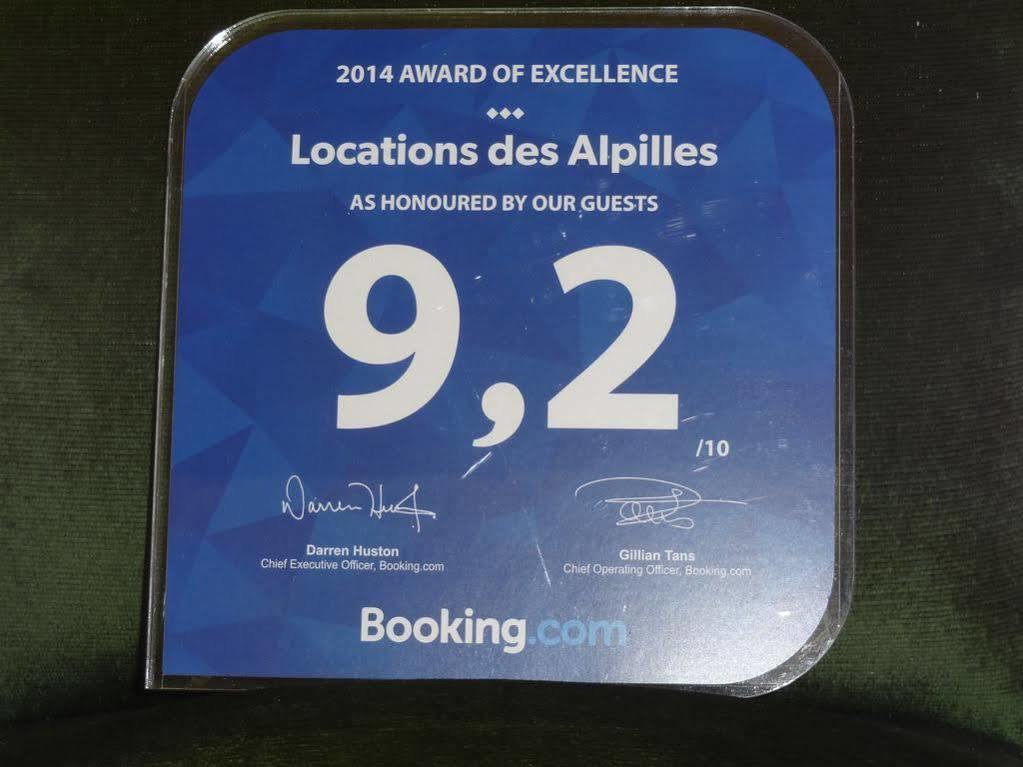 2014 AWARD OF EXCELLENCE
Locations des Alpilles
AS HONOURED BY OUR GUESTS
9,2
/10
Darren Huston
Chief Executive Officer, Booking.com
Gillian Tans
Chief Operating Officer, Booking.com
Booking.com